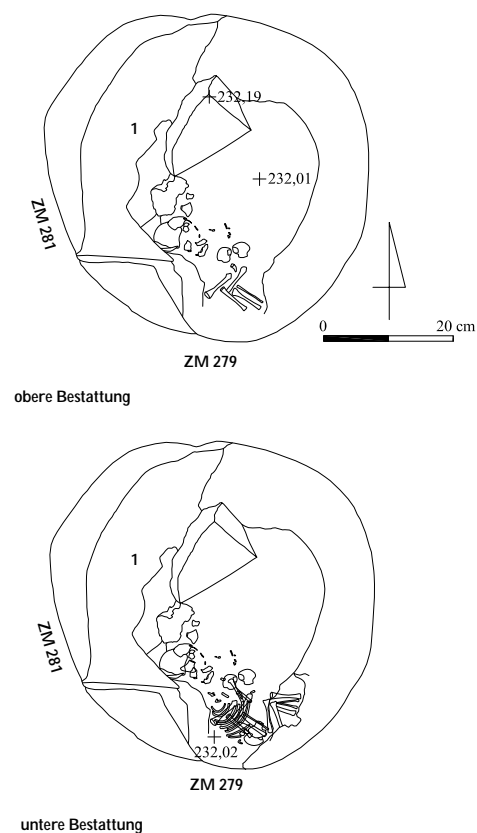 232,19
1
232,01
ZM 281
0
20 cm
ZM 279
obere Bestattung
1
ZM 281
232,02
ZM 279
untere Bestattung